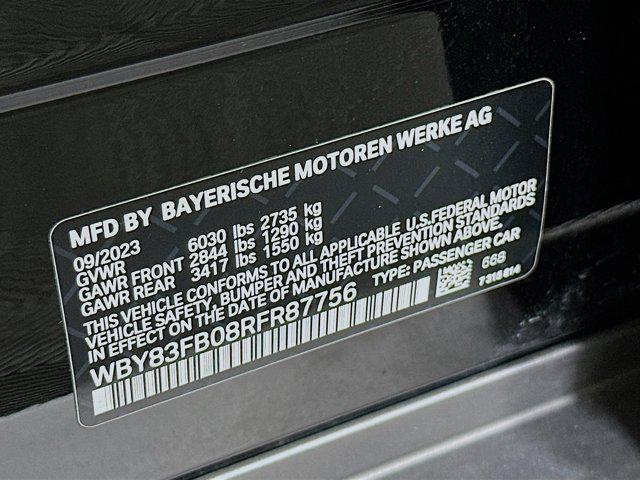 MFD BY BAYERISCHE MOTOREN WERKE AG
09/2023
GVWR 6030 lbs 2735 kg
GAWR FRONT 2844 lbs 1290 kg
GAWR REAR 3417 lbs 1550 kg
THIS VEHICLE CONFORMS TO ALL APPLICABLE U.S.FEDERAL MOTOR
VEHICLE SAFETY, BUMPER AND THEFT PREVENTION STANDARDS
IN EFFECT ON THE DATE OF MANUFACTURE SHOWN ABOVE.
WBY83FB08RFR87756 TYPE: PASSENGER CAR
668
7 316 814